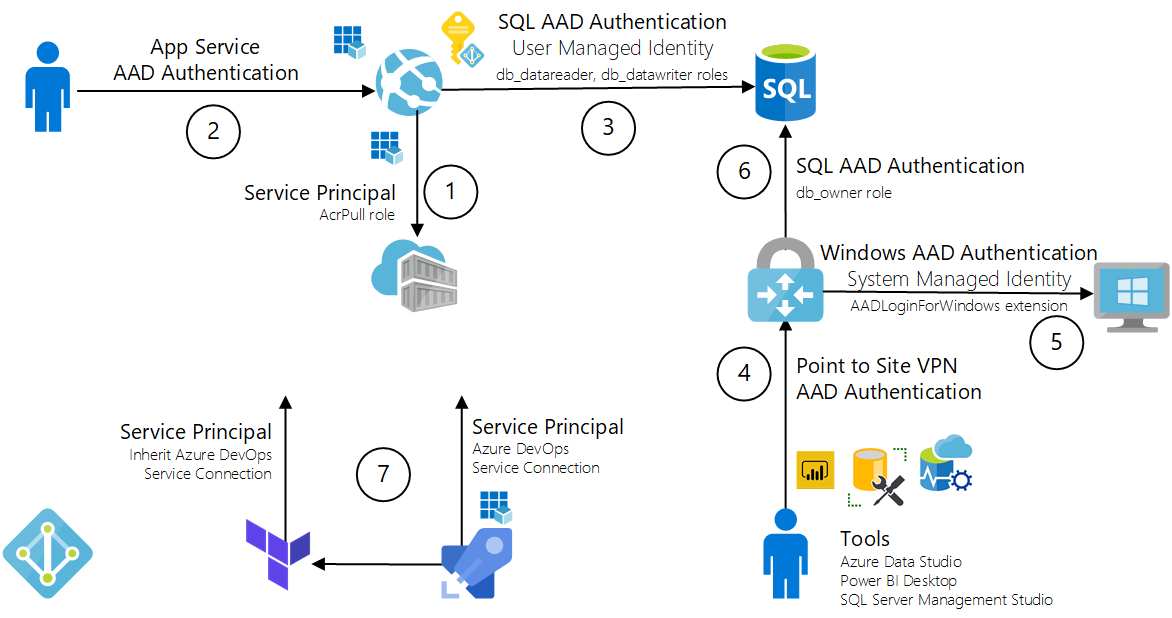 App Service
AAD Authentication
2
SQL AAD Authentication
User Managed Identity
db_datareader, db_datawriter roles
3
SQL
Service Principal
AcrPull role
1
6
SQL AAD Authentication
db_owner role
Windows AAD Authentication
System Managed Identity
AADLoginForWindows extension
5
4
Point to Site VPN
AAD Authentication
Service Principal
Inherit Azure DevOps
Service Connection
7
Service Principal
Azure DevOps
Service Connection
Tools
Azure Data Studio
Power BI Desktop
SQL Server Management Studio